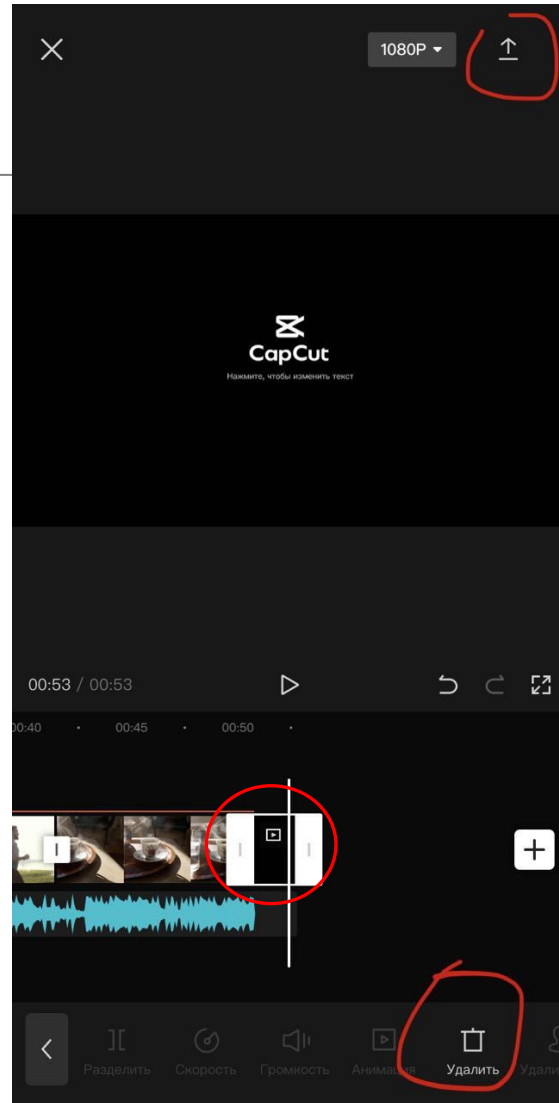 1080P
CapCut
Нажмите, чтобы изменить текст
00:53 / 00:53
00:40 00:45 00:50
Разделить Скорость Громкость Анимация Удалить